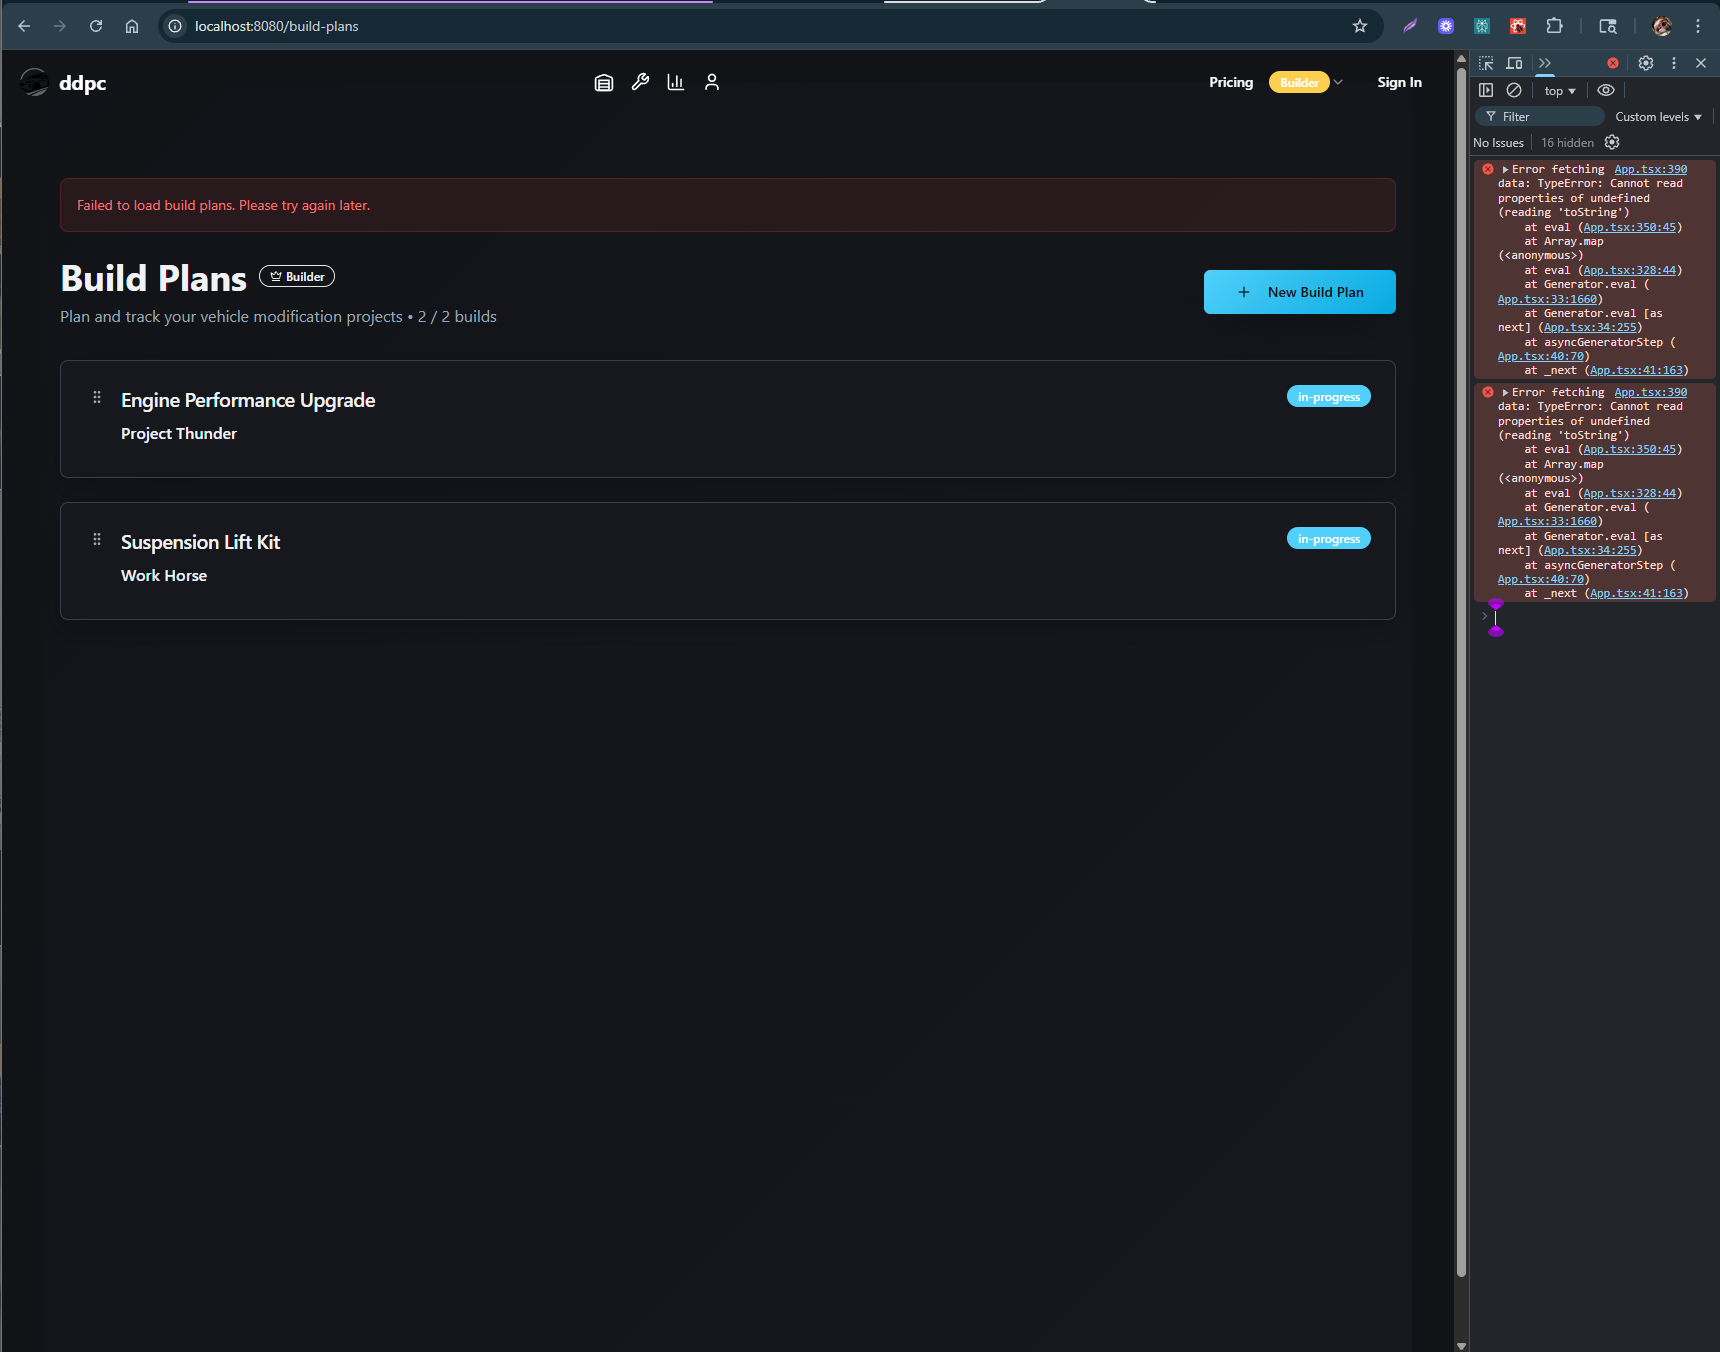 localhost:8080/build-plans
ddpc
Pricing
Builder
Sign In
Failed to load build plans. Please try again later.
Build Plans
Builder
Plan and track your vehicle modification projects • 2 / 2 builds
New Build Plan
Engine Performance Upgrade
in-progress
Project Thunder
Suspension Lift Kit
in-progress
Work Horse
top
Filter
Custom levels
No Issues
16 hidden
Error fetching App.tsx:390
data: TypeError: Cannot read
properties of undefined
(reading 'toString')
at eval (App.tsx:350:45)
at Array.map
(<anonymous>)
at eval (App.tsx:328:44)
at Generator.eval (
App.tsx:33:1660)
at Generator.eval [as
next] (App.tsx:34:255)
at asyncGeneratorStep (
App.tsx:40:70)
at _next (App.tsx:41:163)
Error fetching App.tsx:390
data: TypeError: Cannot read
properties of undefined
(reading 'toString')
at eval (App.tsx:350:45)
at Array.map
(<anonymous>)
at eval (App.tsx:328:44)
at Generator.eval (
App.tsx:33:1660)
at Generator.eval [as
next] (App.tsx:34:255)
at asyncGeneratorStep (
App.tsx:40:70)
at _next (App.tsx:41:163)